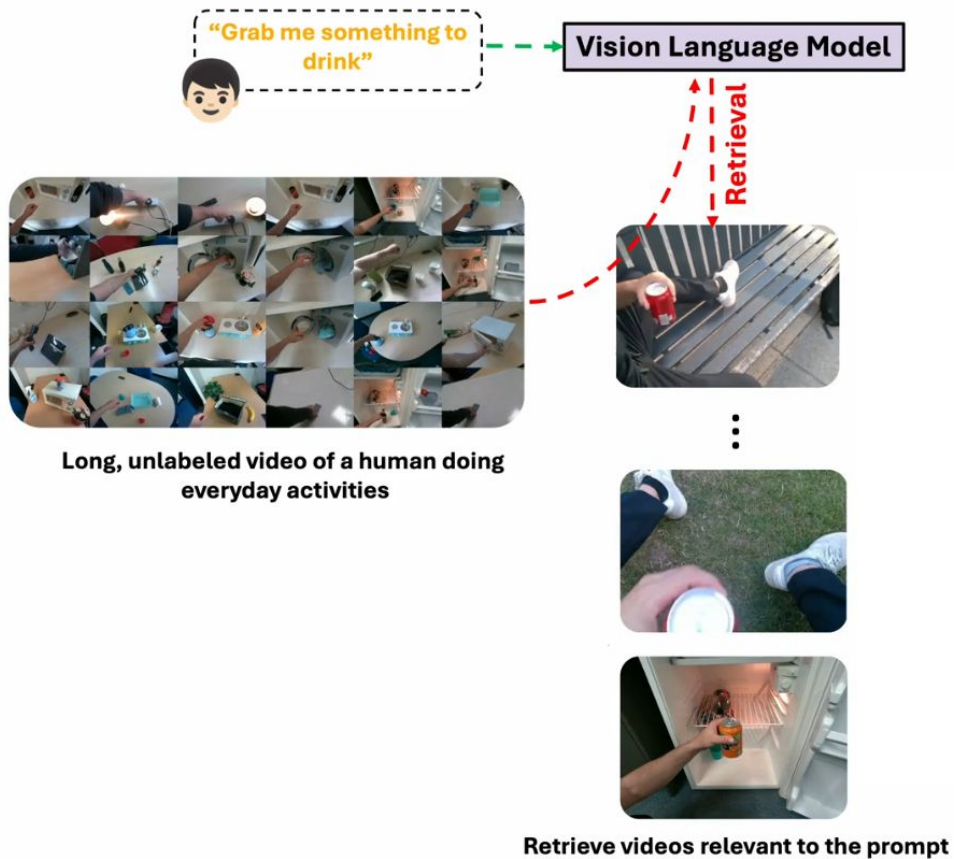 “Grab me something to
drink”
Vision Language Model
Retrieval
Long, unlabeled video of a human doing
everyday activities
Retrieve videos relevant to the prompt